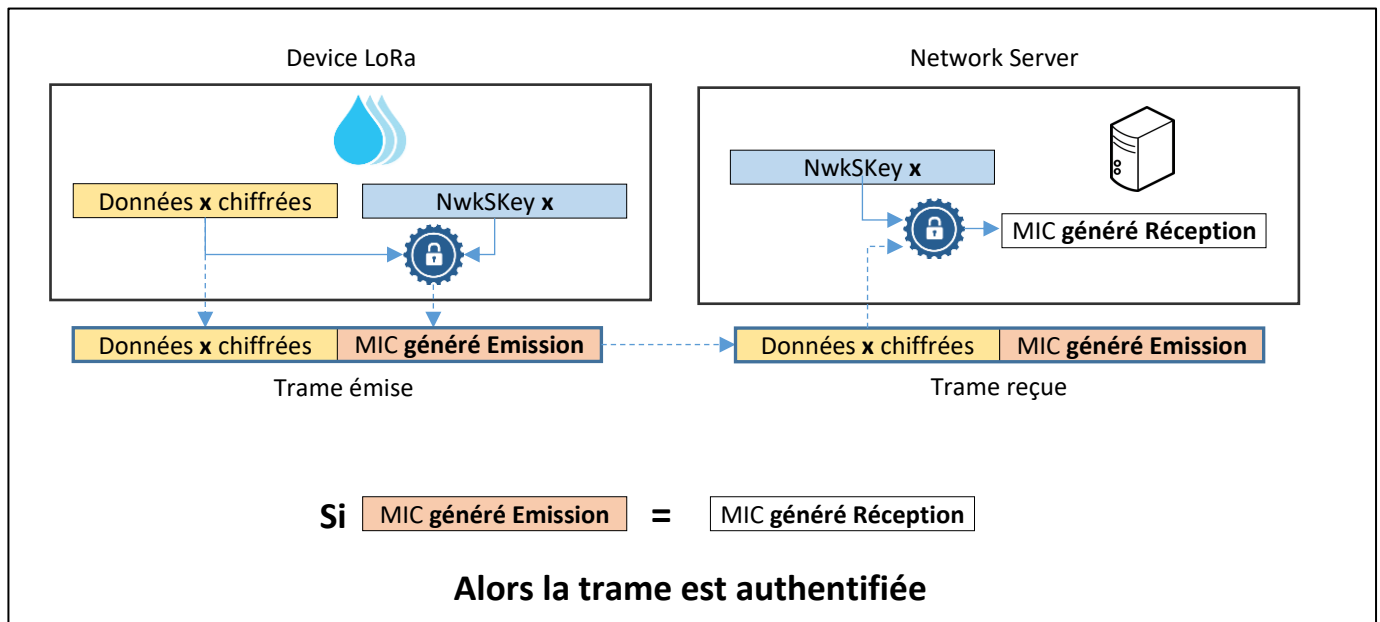 Device LoRa
Network Server
NwkSKey x
Données x chiffrées
NwkSKey x
MIC généré Réception
Données x chiffrées
MIC généré Emission
Données x chiffrées
MIC généré Emission
Trame émise
Trame reçue
Si MIC généré Emission = MIC généré Réception
Alors la trame est authentifiée